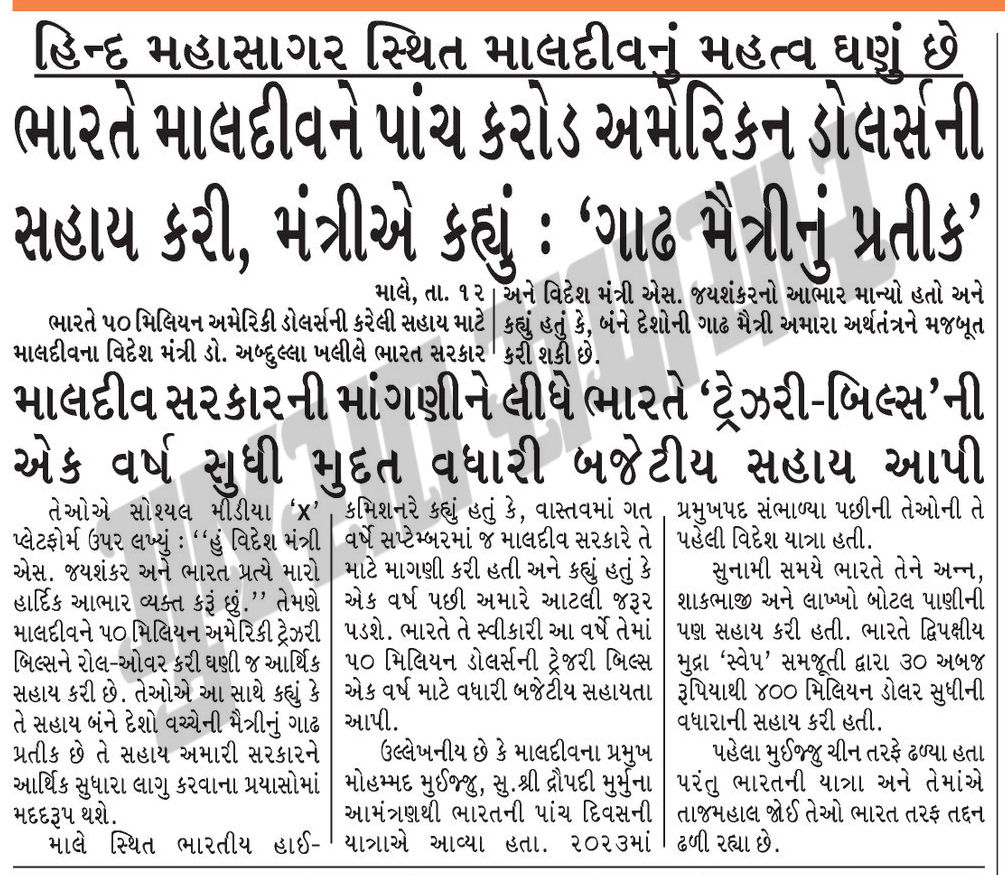 હિન્દ મહાસાગર સ્થિત માલદીવનું મહત્વ ઘણું છે
ભારતે માલદીવને પાંચ કરોડ અમેરિકન ડોલર્સની
સહાય કરી, મંત્રીએ કહ્યું : ‘ગાઢ મૈત્રીનું પ્રતીક’
માલે, તા. ૧૨
ભારતે ૫૦ મિલિયન અમેરિકી ડોલર્સની કરેલી સહાય માટે
માલદીવના વિદેશ મંત્રી ડો. અબ્દુલ્લા ખલીલે ભારત સરકાર
અને વિદેશ મંત્રી એસ. જયશંકરનો આભાર માન્યો હતો અને
કહ્યું હતું કે, બંને દેશોની ગાઢ મૈત્રી અમારા અર્થતંત્રને મજબૂત
કરી શકી છે.
માલદીવ સરકારની માંગણીને લીધે ભારતે ‘ટ્રેઝરી-બિલ્સ’ની
એક વર્ષ સુધી મુદત વધારી બજેટીય સહાય આપી
તેઓએ સોશ્યલ મીડીયા ‘X’
પ્લેટફોર્મ ઉપર લખ્યું : ‘‘હું વિદેશ મંત્રી
એસ. જયશંકર અને ભારત પ્રત્યે મારો
હાર્દિક આભાર વ્યક્ત કરૂં છું.’’ તેમણે
માલદીવને ૫૦ મિલિયન અમેરિકી ટ્રેઝરી
બિલ્સને રોલ-ઓવર કરી ઘણી જ આર્થિક
સહાય કરી છે. તેઓએ આ સાથે કહ્યું કે
તે સહાય બંને દેશો વચ્ચેની મૈત્રીનું ગાઢ
પ્રતીક છે તે સહાય અમારી સરકારને
આર્થિક સુધારા લાગુ કરવાના પ્રયાસોમાં
મદદરૂપ થશે.
માલે સ્થિત ભારતીય હાઈ-
કમિશનરે કહ્યું હતું કે, વાસ્તવમાં ગત
વર્ષે સપ્ટેમ્બરમાં જ માલદીવ સરકારે તે
માટે માગણી કરી હતી અને કહ્યું હતું કે
એક વર્ષ પછી અમારે આટલી જરૂર
પડશે. ભારતે તે સ્વીકારી આ વર્ષે તેમાં
૫૦ મિલિયન ડોલર્સની ટ્રેજરી બિલ્સ
એક વર્ષ માટે વધારી બજેટીય સહાયતા
આપી.
ઉલ્લેખનીય છે કે માલદીવના પ્રમુખ
મોહમ્મદ મુઈજ્જુ, સુ.શ્રી દ્રૌપદી મુર્મુના
આમંત્રણથી ભારતની પાંચ દિવસની
યાત્રાએ આવ્યા હતા. ૨૦૨૩માં
પ્રમુખપદ સંભાળ્યા પછીની તેઓની તે
પહેલી વિદેશ યાત્રા હતી.
સુનામી સમયે ભારતે તેને અન્ન,
શાકભાજી અને લાખ્ખો બોટલ પાણીની
પણ સહાય કરી હતી. ભારતે દ્વિપક્ષીય
મુદ્રા ‘સ્વેપ’ સમજૂતી દ્વારા ૩૦ અબજ
રૂપિયાથી ૪૦૦ મિલિયન ડોલર સુધીની
વધારાની સહાય કરી હતી.
પહેલા મુઈજ્જુ ચીન તરફે ઢળ્યા હતા
પરંતુ ભારતની યાત્રા અને તેમાંએ
તાજમહાલ જોઈ તેઓ ભારત તરફ તદ્દન
ઢળી રહ્યા છે.
ગુજરાત સમાચાર